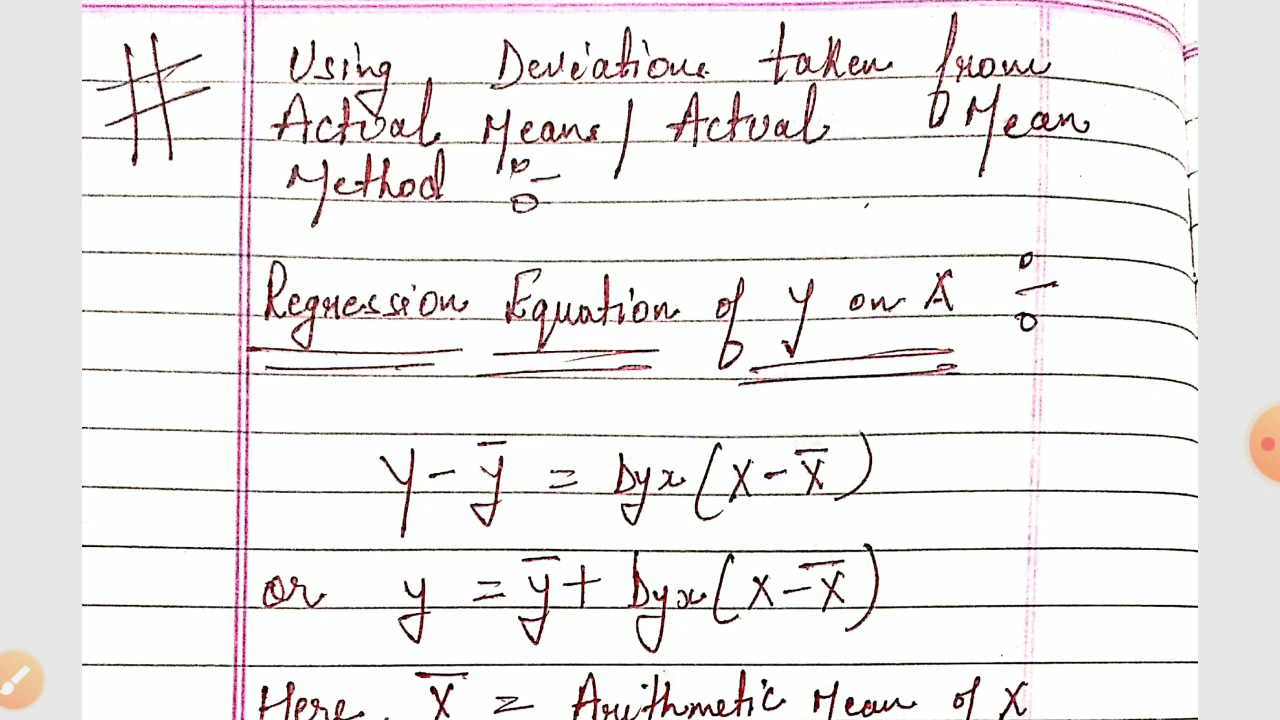 # Using Deviations taken from
Actual Means/ Actual Mean
Method :-
Regression Equation of Y on X :-
Y - y̅ = byx (X - X̅)
or y = y̅ + byx (X - X̅)
Here, X̅ = Arithmetic Mean of X